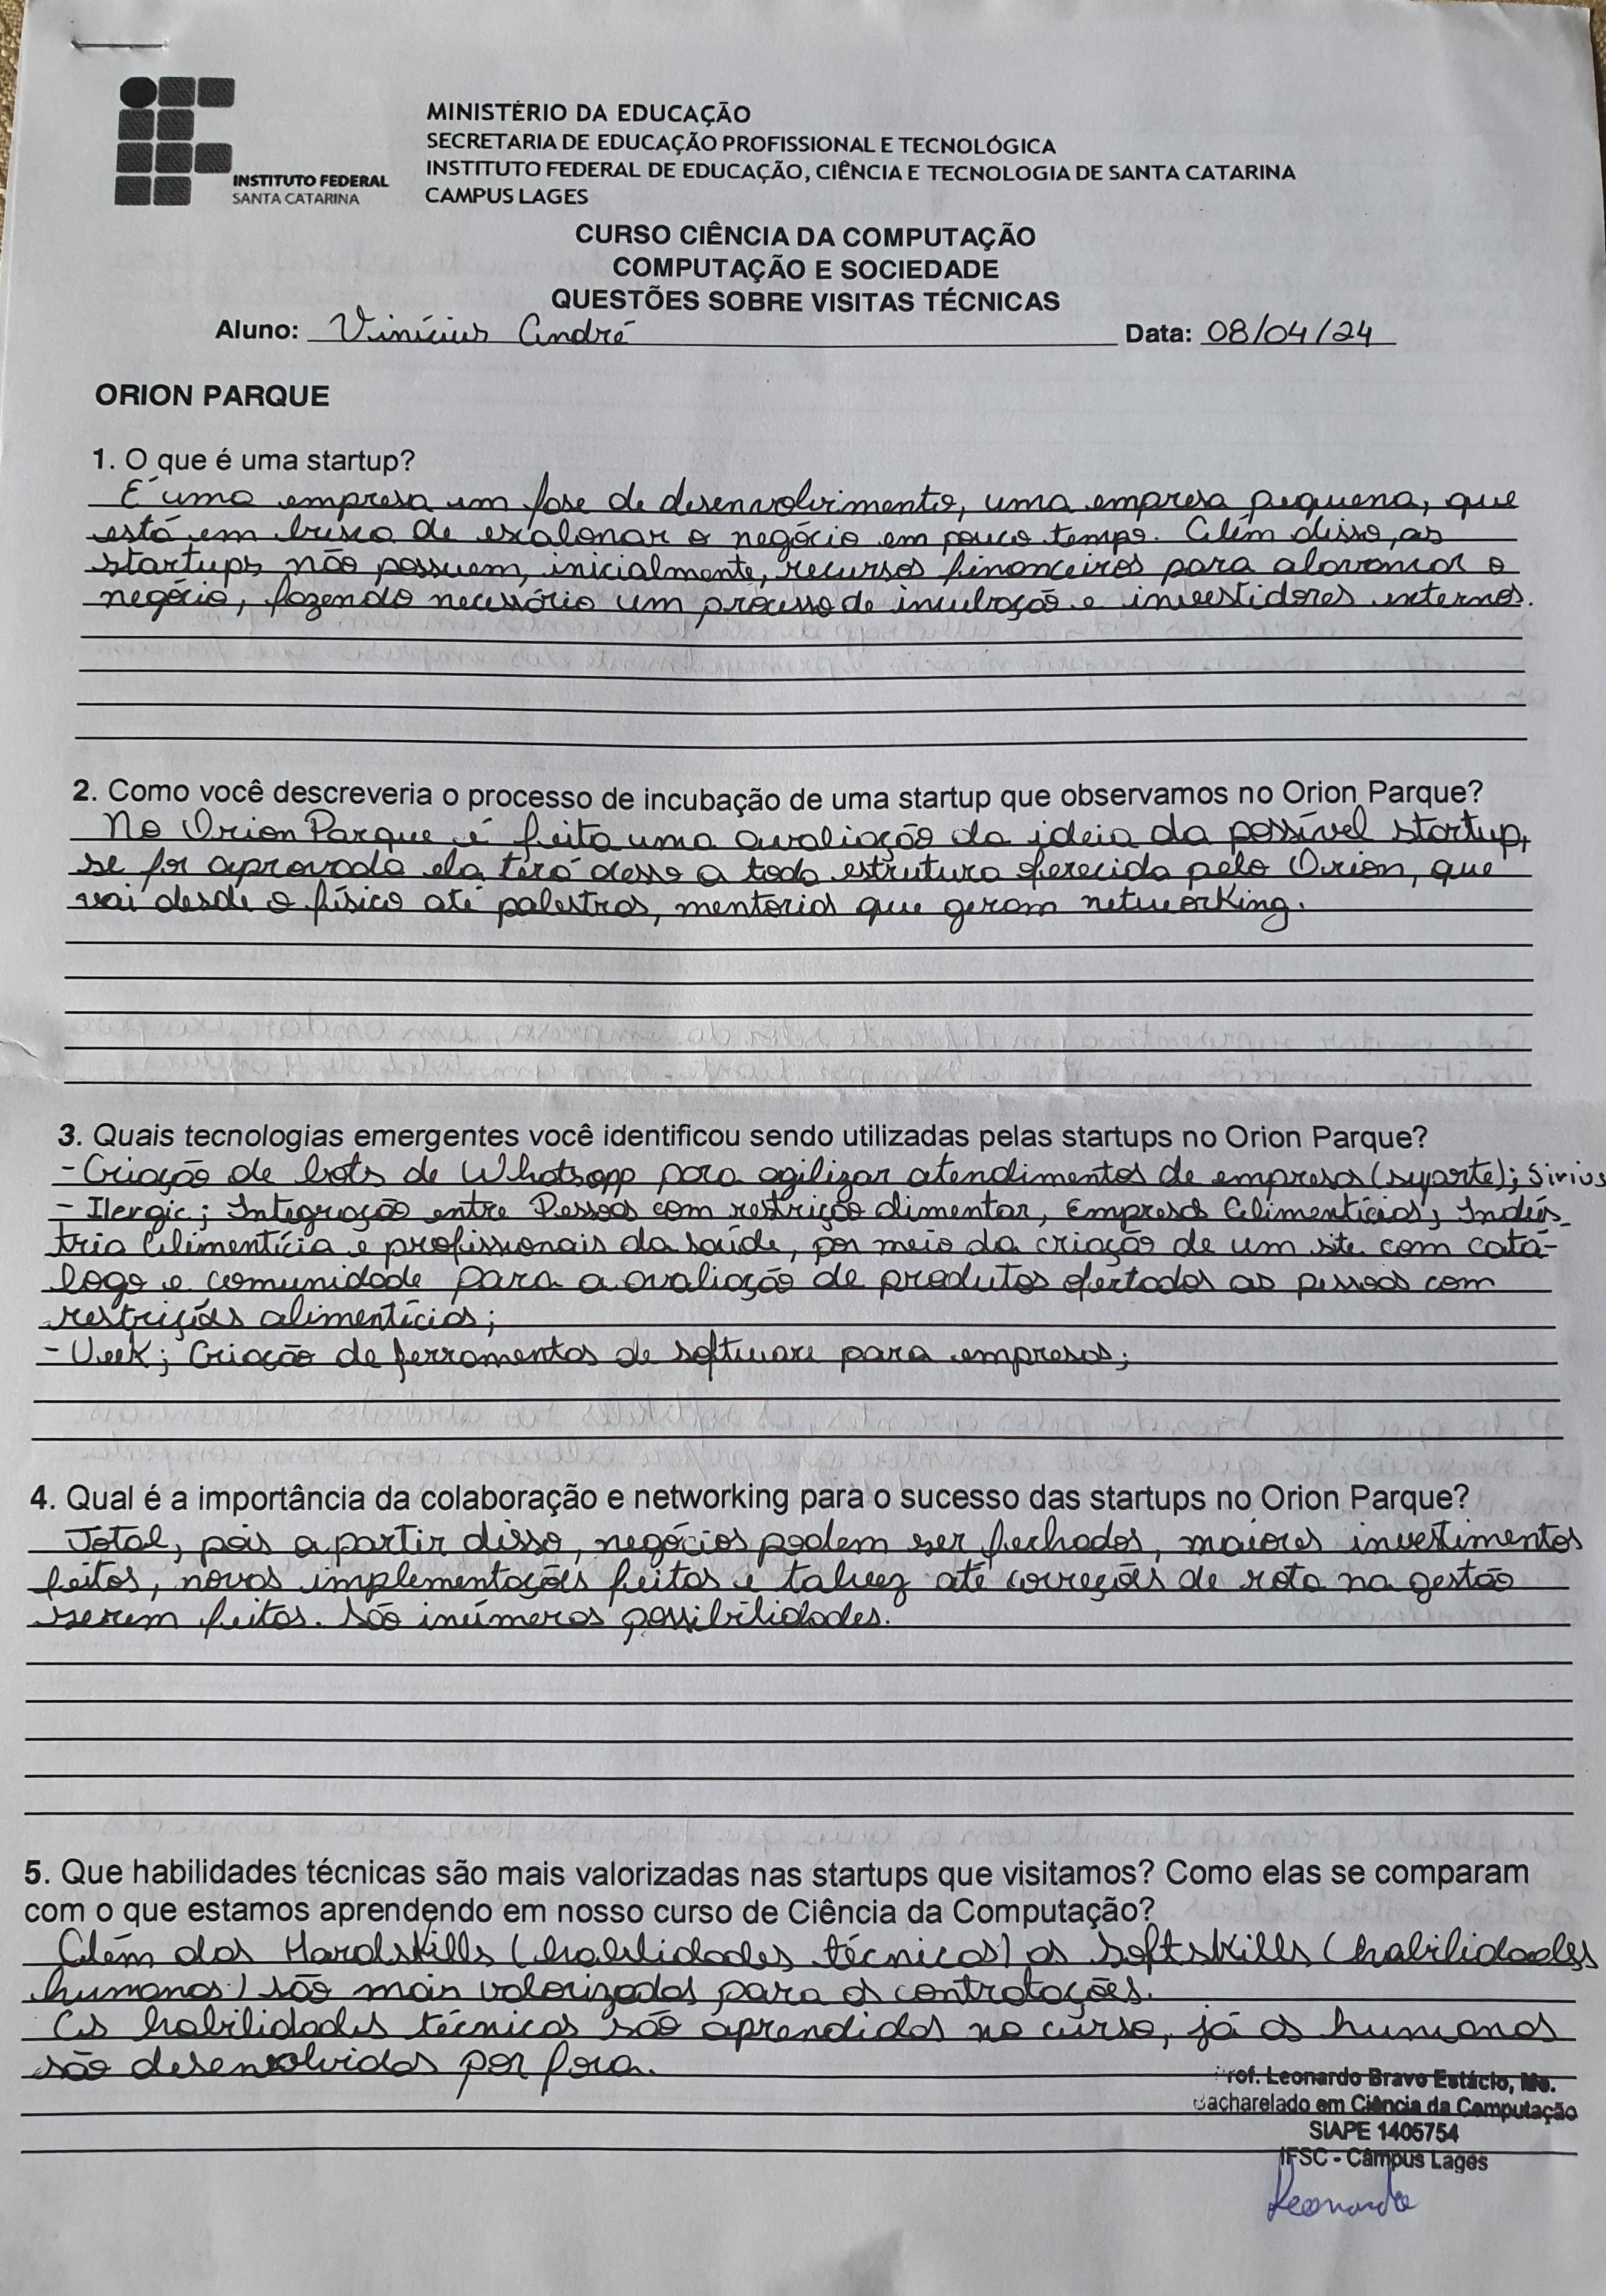 INSTITUTO FEDERAL
SANTA CATARINA
MINISTÉRIO DA EDUCAÇÃO
SECRETARIA DE EDUCAÇÃO PROFISSIONAL E TECNOLÓGICA
INSTITUTO FEDERAL DE EDUCAÇÃO, CIÊNCIA E TECNOLOGIA DE SANTA CATARINA
CAMPUS LAGES
CURSO CIÊNCIA DA COMPUTAÇÃO
COMPUTAÇÃO E SOCIEDADE
QUESTÕES SOBRE VISITAS TÉCNICAS
Aluno: Vinícius André Data: 08/04/24
ORION PARQUE
1. O que é uma startup?
É uma empresa em fase de desenvolvimento, uma empresa pequena, que
está em busca de escalonar o negócio em pouco tempo. Além disso, as
startups não possuem, inicialmente, recursos financeiros para alavancar o
negócio, fazendo necessário um processo de incubação e investidores externos.
2. Como você descreveria o processo de incubação de uma startup que observamos no Orion Parque?
No Orion Parque é feita uma avaliação da ideia da possível startup,
se for aprovada ela terá acesso a toda estrutura oferecida pelo Orion, que
vai desde o físico até palestras, mentorias que geram networking.
3. Quais tecnologias emergentes você identificou sendo utilizadas pelas startups no Orion Parque?
- Criação de bots de Whatsapp para agilizar atendimentos de empresa (suporte); Sirius
- Ilergic; Integração entre Pessoas com restrição alimentar, Empresas Alimentícias, Indús-
tria Alimentícia e profissionais da saúde, por meio da criação de um site com catá-
logo e comunidade para a avaliação de produtos ofertados as pessoas com
restrições alimentícias;
- Week; Criação de ferramentas de software para empresas;
4. Qual é a importância da colaboração e networking para o sucesso das startups no Orion Parque?
Total, pois a partir disso, negócios podem ser fechados, maiores investimentos
feitos, novas implementações feitas e talvez até correções de rota na gestão
serem feitas. São inúmeras possibilidades.
5. Que habilidades técnicas são mais valorizadas nas startups que visitamos? Como elas se comparam
com o que estamos aprendendo em nosso curso de Ciência da Computação?
Além das Hardskills (habilidades técnicas) as Softskills (habilidades
humanas) são mais valorizadas para as contratações.
As habilidades técnicas são aprendidas no curso, já as humanas
são desenvolvidas por fora.
Prof. Leonardo Bravo Estácio, Me.
Bacharelado em Ciência da Computação
SIAPE 1405754
IFSC - Câmpus Lages
Leonardo